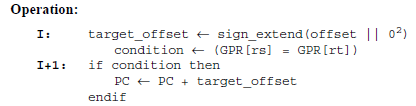 Operation:
I: target_offset ← sign_extend(offset || 0²)
condition ← (GPR[rs] = GPR[rt])
I+1: if condition then
PC ← PC + target_offset
endif